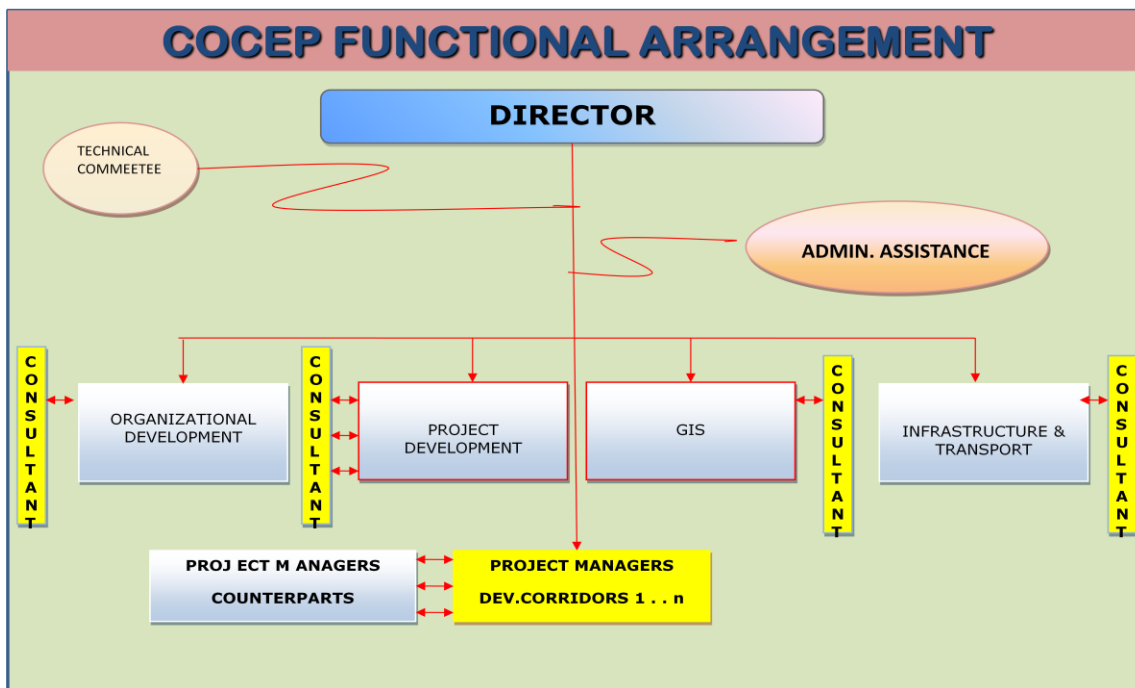 COCEP FUNCTIONAL ARRANGEMENT
DIRECTOR
TECHNICAL
COMMEETEE
ADMIN. ASSISTANCE
CONSULTANT
ORGANIZATIONAL
DEVELOPMENT
CONSULTANT
PROJECT
DEVELOPMENT
GIS
CONSULTANT
INFRASTRUCTURE &
TRANSPORT
CONSULTANT
PROJ ECT M ANAGERS
COUNTERPARTS
PROJECT MANAGERS
DEV.CORRIDORS 1 . . n